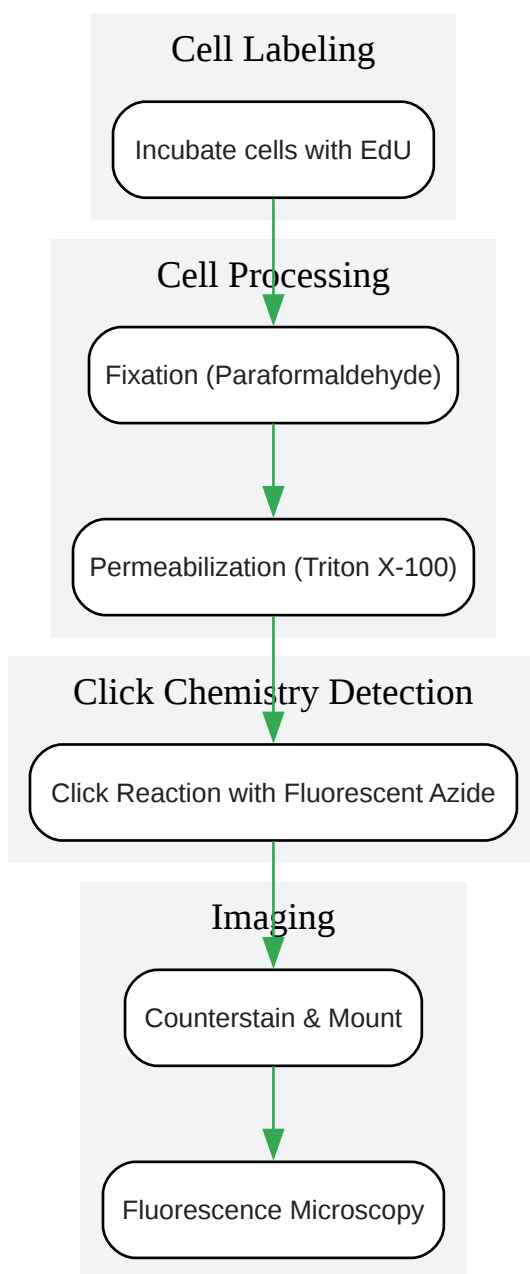 Cell Labeling
Incubate cells with EdU
Cell Processing
Fixation (Paraformaldehyde)
Permeabilization (Triton X-100)
Click Chemistry Detection
Click Reaction with Fluorescent Azide
Imaging
Counterstain & Mount
Fluorescence Microscopy